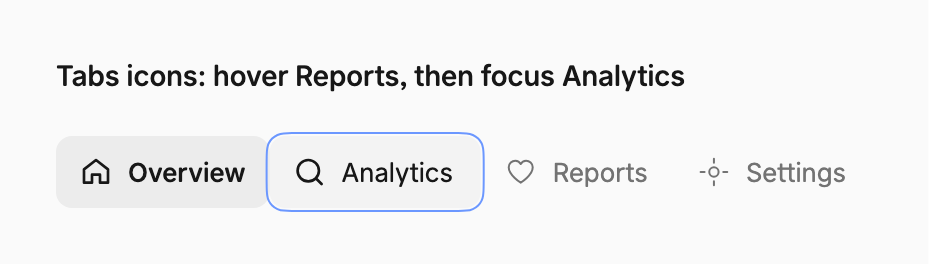 Tabs icons: hover Reports, then focus Analytics
Overview Analytics Reports Settings